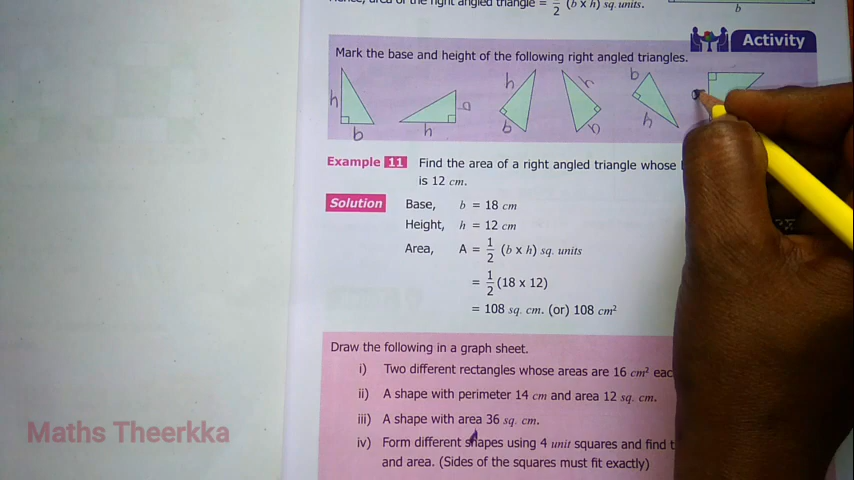 Hence, area of the right angled triangle = 1/2 (b x h) sq. units.
b
Activity
Mark the base and height of the following right angled triangles.
h
b
h
h
b
b
h
Example 11 Find the area of a right angled triangle whose
is 12 cm.
Solution Base, b = 18 cm
Height, h = 12 cm
Area, A = 1/2 (b x h) sq. units
= 1/2 (18 x 12)
= 108 sq. cm. (or) 108 cm²
Draw the following in a graph sheet.
i) Two different rectangles whose areas are 16 cm² eac
ii) A shape with perimeter 14 cm and area 12 sq. cm.
iii) A shape with area 36 sq. cm.
iv) Form different shapes using 4 unit squares and find t
and area. (Sides of the squares must fit exactly)
Maths Theerkka